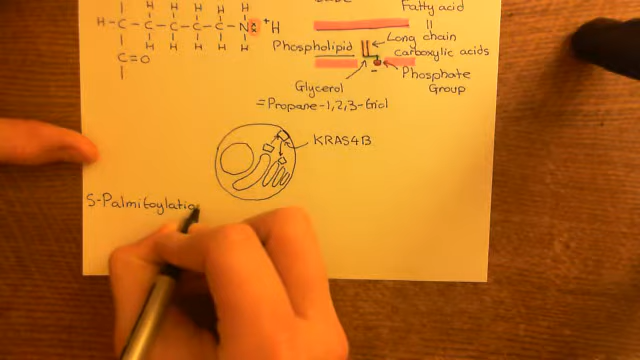 H H H H H
H-C-C-C-C-C-N: +H
H H H H H
C=O
Fatty acid
=
Long chain
carboxylic acids
Phospholipid
Phosphate
Group
Glycerol
=Propane-1,2,3-triol
KRAS4B
S-Palmitoylatio